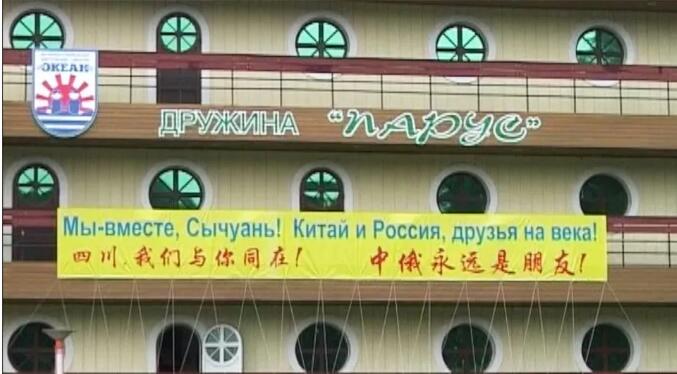 ОКЕАН
ДРУЖИНА "ПАРУС"
Мы-вместе, Сычуань! Китай и Россия, друзья на века!
四川,我们与你同在! 中俄永远是朋友!